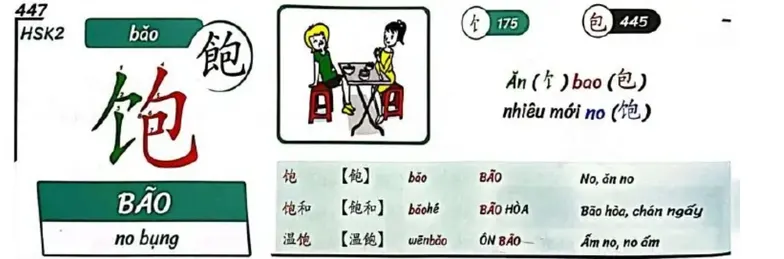 447
HSK2
bǎo
飽
饱
BÃO
no bụng
饣 175
包 445
Ăn (饣) bao (包)
nhiêu mới no (饱)
饱 【飽】 bǎo BÃO No, ăn no
饱和 【飽和】 bǎohé BÃO HÒA Bão hòa, chán ngấy
温饱 【溫飽】 wēnbǎo ÔN BÃO Ấm no, no ấm